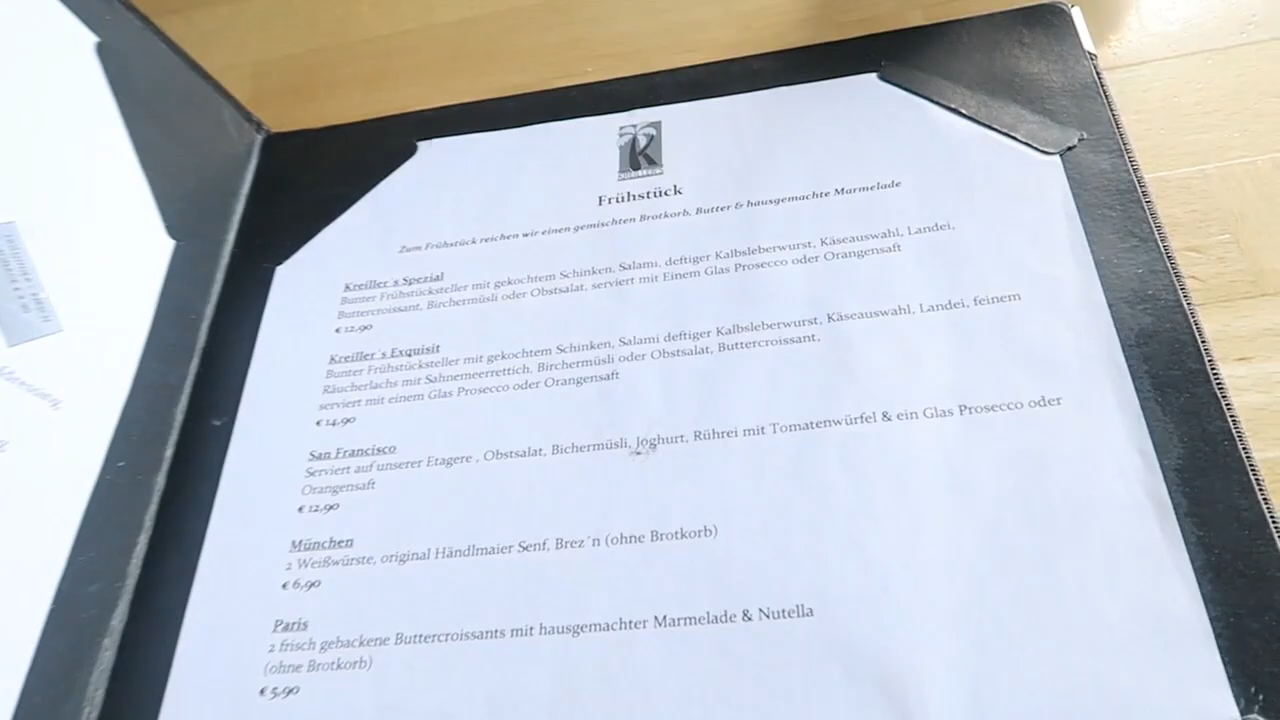 K
KREILLER'S
Frühstück
Zum Frühstück reichen wir einen gemischten Brotkorb, Butter & hausgemachte Marmelade
Kreiller´s Spezial
Bunter Frühstücksteller mit gekochtem Schinken, Salami, deftiger Kalbsleberwurst, Käseauswahl, Landei,
Buttercroissant, Birchermüsli oder Obstsalat, serviert mit Einem Glas Prosecco oder Orangensaft
€ 12,90
Kreiller´s Exquisit
Bunter Frühstücksteller mit gekochtem Schinken, Salami deftiger Kalbsleberwurst, Käseauswahl, Landei, feinem
Räucherlachs mit Sahnemeerrettich, Birchermüsli oder Obstsalat, Buttercroissant,
serviert mit einem Glas Prosecco oder Orangensaft
€ 14,90
San Francisco
Serviert auf unserer Etagere , Obstsalat, Bichermüsli, Joghurt, Rührei mit Tomatenwürfel & ein Glas Prosecco oder
Orangensaft
€ 12,90
München
2 Weißwürste, original Händlmaier Senf, Brez´n (ohne Brotkorb)
€ 6,90
Paris
2 frisch gebackene Buttercroissants mit hausgemachter Marmelade & Nutella
(ohne Brotkorb)
€ 5,90